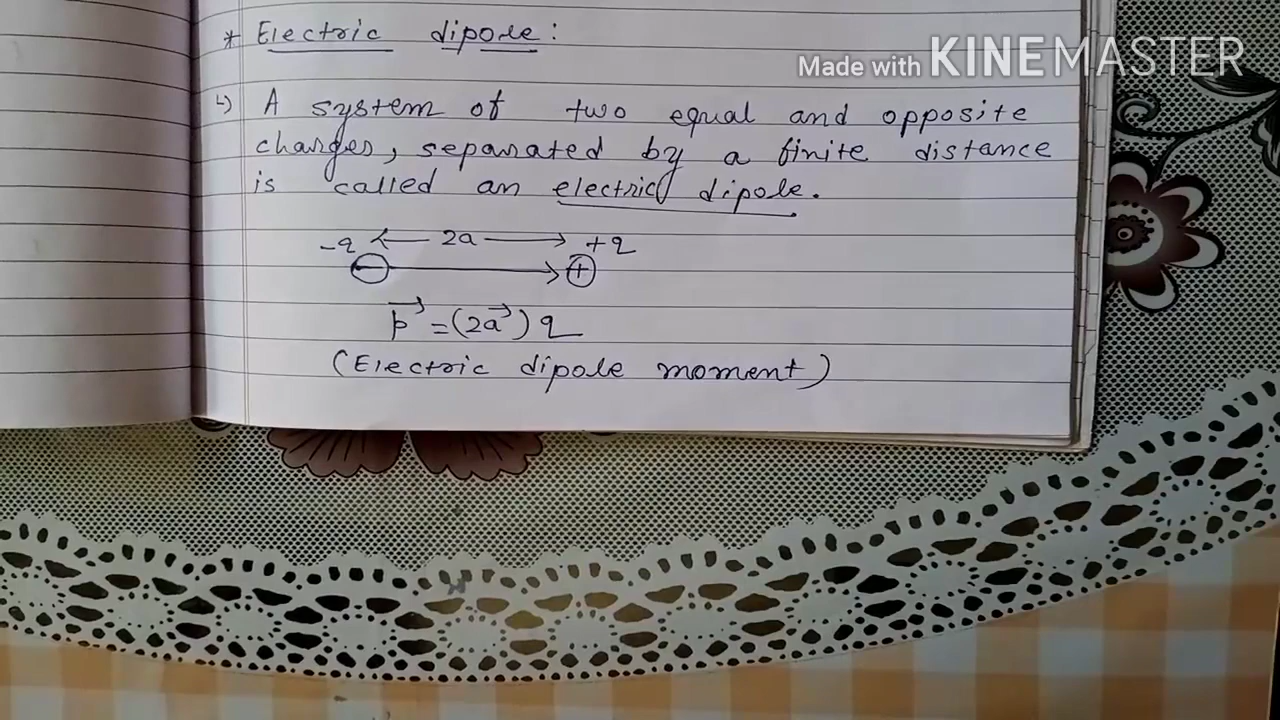 Made with KINEMASTER
* Electric dipole:
↳ A system of two equal and opposite
charges, separated by a finite distance
is called an electric dipole.
-q ← 2a → +q
− → +
p⃗ = (2a⃗) q
(Electric dipole moment)